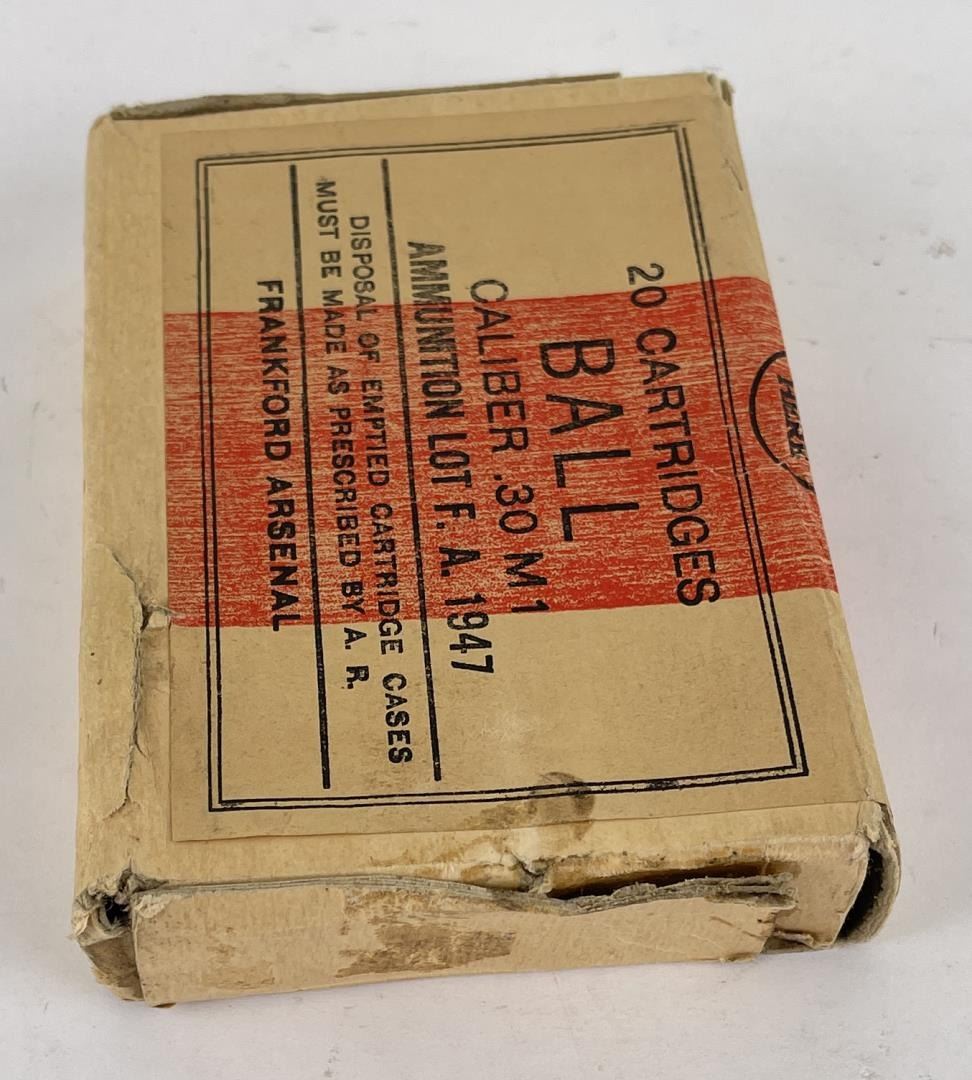 20 CARTRIDGES
BALL
CALIBER .30 M1
AMMUNITION LOT F. A. 1947
DISPOSAL OF EMPTIED CARTRIDGE CASES
MUST BE MADE AS PRESCRIBED BY A. R.
FRANKFORD ARSENAL